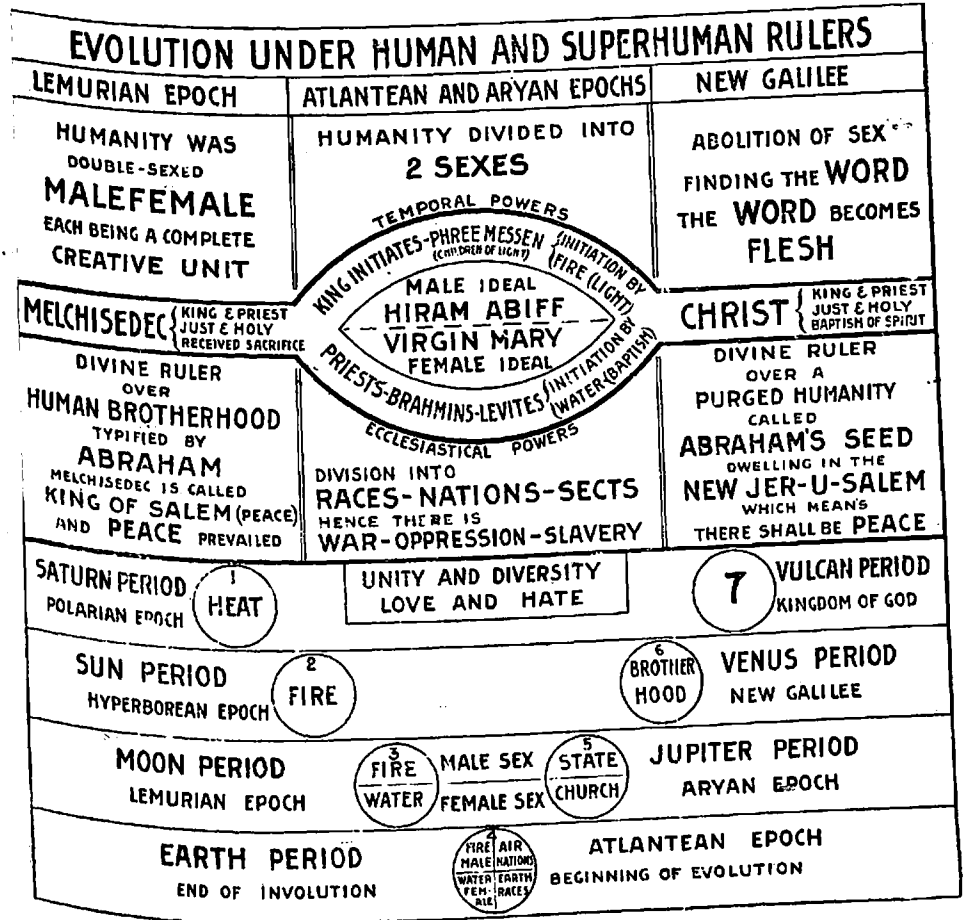 EVOLUTION UNDER HUMAN AND SUPERHUMAN RULERS
LEMURIAN EPOCH
ATLANTEAN AND ARYAN EPOCHS
NEW GALILEE
HUMANITY WAS
DOUBLE-SEXED
MALEFEMALE
EACH BEING A COMPLETE
CREATIVE UNIT
HUMANITY DIVIDED INTO
2 SEXES
ABOLITION OF SEX
FINDING THE WORD
THE WORD BECOMES
FLESH
TEMPORAL POWERS
KING INITIATES-PHREE MESSEN
(CHILDREN OF LIGHT)
INITIATION BY
FIRE (LIGHT)
MALE IDEAL
HIRAM ABIFF
VIRGIN MARY
FEMALE IDEAL
PRIESTS-BRAHMINS-LEVITES
INITIATION BY
WATER (BAPTISM)
ECCLESIASTICAL POWERS
MELCHISEDEC
KING & PRIEST
JUST & HOLY
RECEIVED SACRIFICE
CHRIST
KING & PRIEST
JUST & HOLY
BAPTISM OF SPIRIT
DIVINE RULER
OVER
HUMAN BROTHERHOOD
TYPIFIED BY
ABRAHAM
MELCHISEDEC IS CALLED
KING OF SALEM (PEACE)
AND PEACE PREVAILED
DIVISION INTO
RACES-NATIONS-SECTS
HENCE THERE IS
WAR-OPPRESSION-SLAVERY
DIVINE RULER
OVER A
PURGED HUMANITY
CALLED
ABRAHAM'S SEED
DWELLING IN THE
NEW JER-U-SALEM
WHICH MEANS
THERE SHALL BE PEACE
SATURN PERIOD
POLARIAN EPOCH
1
HEAT
UNITY AND DIVERSITY
LOVE AND HATE
7
VULCAN PERIOD
KINGDOM OF GOD
SUN PERIOD
HYPERBOREAN EPOCH
2
FIRE
6
BROTHER
HOOD
VENUS PERIOD
NEW GALILEE
MOON PERIOD
LEMURIAN EPOCH
3
FIRE
WATER
MALE SEX
FEMALE SEX
5
STATE
CHURCH
JUPITER PERIOD
ARYAN EPOCH
EARTH PERIOD
END OF INVOLUTION
4
FIRE
MALE
AIR
NATIONS
WATER
FEM-
ALE
EARTH
RACES
ATLANTEAN EPOCH
BEGINNING OF EVOLUTION